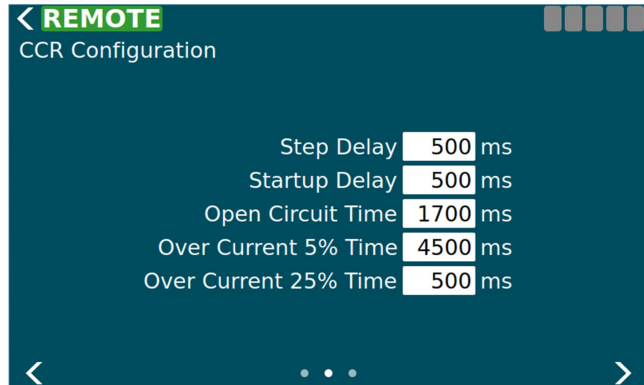 REMOTE
CCR Configuration
Step Delay 500 ms
Startup Delay 500 ms
Open Circuit Time 1700 ms
Over Current 5% Time 4500 ms
Over Current 25% Time 500 ms